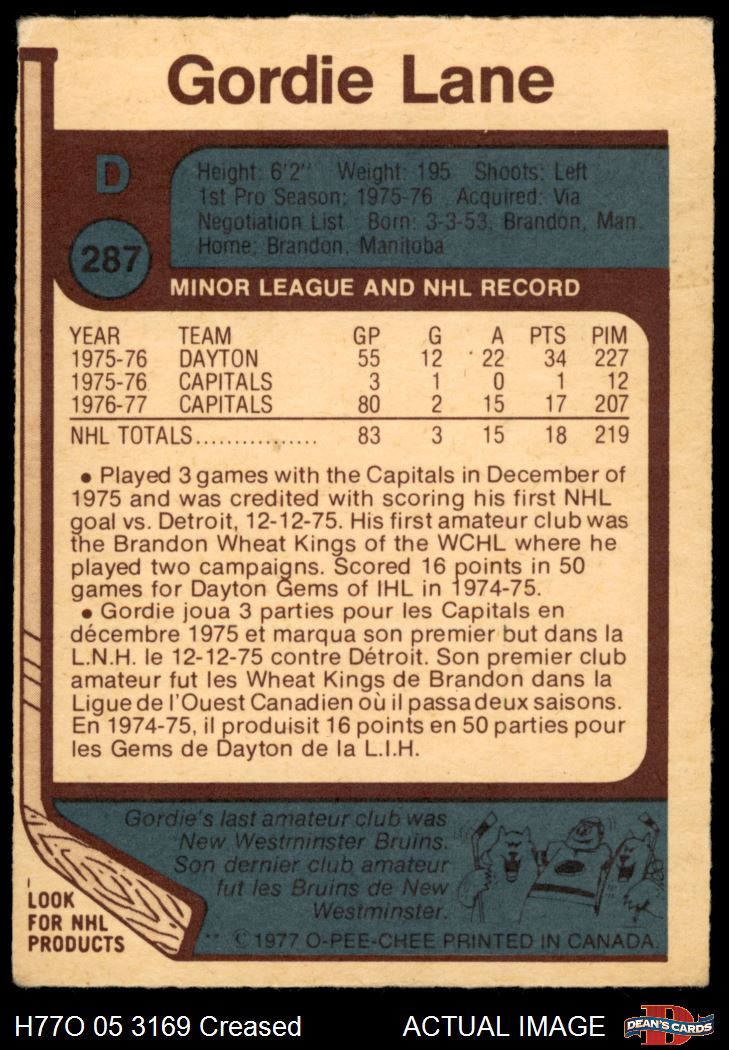 Gordie Lane
D
Height: 6'2" Weight: 195 Shoots: Left
1st Pro Season: 1975-76 Acquired: Via
Negotiation List Born: 3-3-53, Brandon, Man.
Home: Brandon, Manitoba
287
MINOR LEAGUE AND NHL RECORD
YEAR TEAM GP G A PTS PIM
1975-76 DAYTON 55 12 22 34 227
1975-76 CAPITALS 3 1 0 1 12
1976-77 CAPITALS 80 2 15 17 207
NHL TOTALS................ 83 3 15 18 219
• Played 3 games with the Capitals in December of
1975 and was credited with scoring his first NHL
goal vs. Detroit, 12-12-75. His first amateur club was
the Brandon Wheat Kings of the WCHL where he
played two campaigns. Scored 16 points in 50
games for Dayton Gems of IHL in 1974-75.
• Gordie joua 3 parties pour les Capitals en
décembre 1975 et marqua son premier but dans la
L.N.H. le 12-12-75 contre Détroit. Son premier club
amateur fut les Wheat Kings de Brandon dans la
Ligue de l'Ouest Canadien où il passa deux saisons.
En 1974-75, il produisit 16 points en 50 parties pour
les Gems de Dayton de la L.I.H.
Gordie's last amateur club was
New Westminster Bruins.
Son dernier club amateur
fut les Bruins de New
Westminster.
LOOK
FOR NHL
PRODUCTS
** © 1977 O-PEE-CHEE PRINTED IN CANADA.
H77O 05 3169 Creased ACTUAL IMAGE
D
DEAN'S CARDS